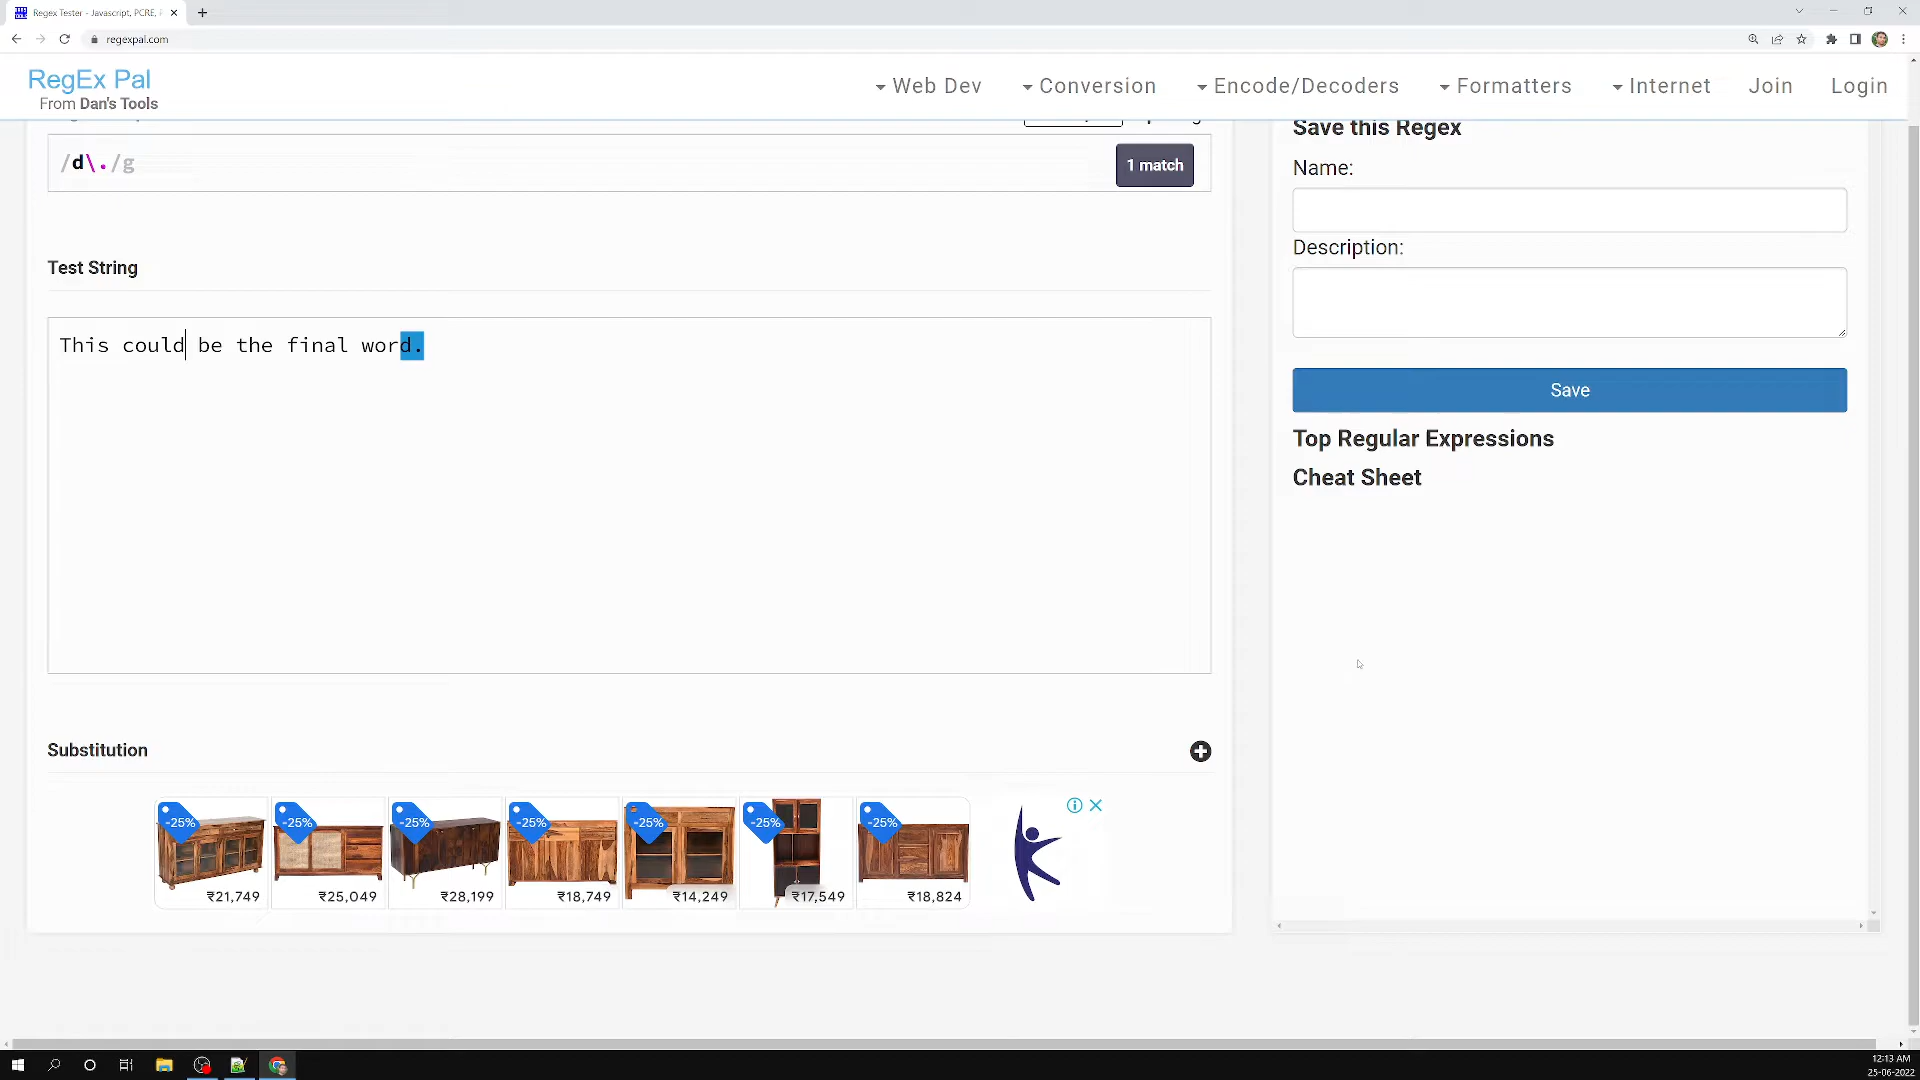 Regex Tester - Javascript, PCRE,
regexpal.com
RegEx Pal
From Dan's Tools
Web Dev
Conversion
Encode/Decoders
Formatters
Internet
Join
Login
/d\./g
1 match
Test String
This could be the final word.
Substitution
-25%
-25%
-25%
-25%
-25%
-25%
-25%
₹21,749
₹25,049
₹28,199
₹18,749
₹14,249
₹17,549
₹18,824
Save this Regex
Name:
Description:
Save
Top Regular Expressions
Cheat Sheet
12:13 AM
25-06-2022